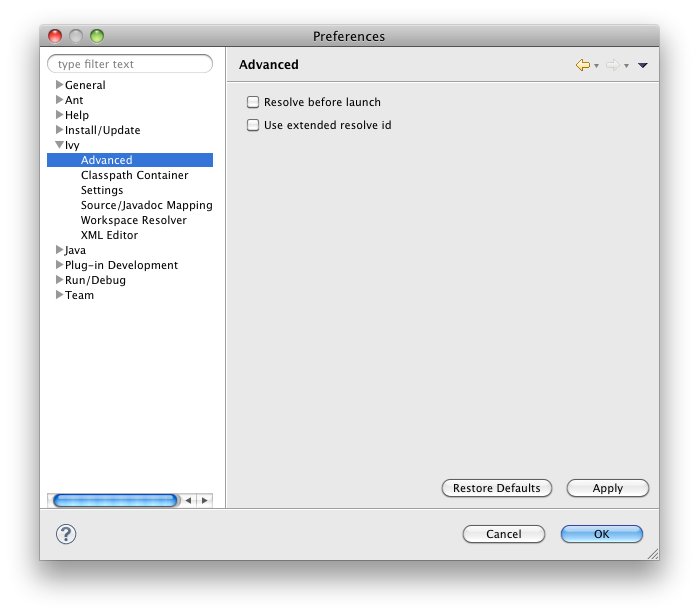 Preferences
type filter text
General
Ant
Help
Install/Update
Ivy
Advanced
Classpath Container
Settings
Source/Javadoc Mapping
Workspace Resolver
XML Editor
Java
Plug-in Development
Run/Debug
Team
Advanced
Resolve before launch
Use extended resolve id
Restore Defaults
Apply
?
Cancel
OK